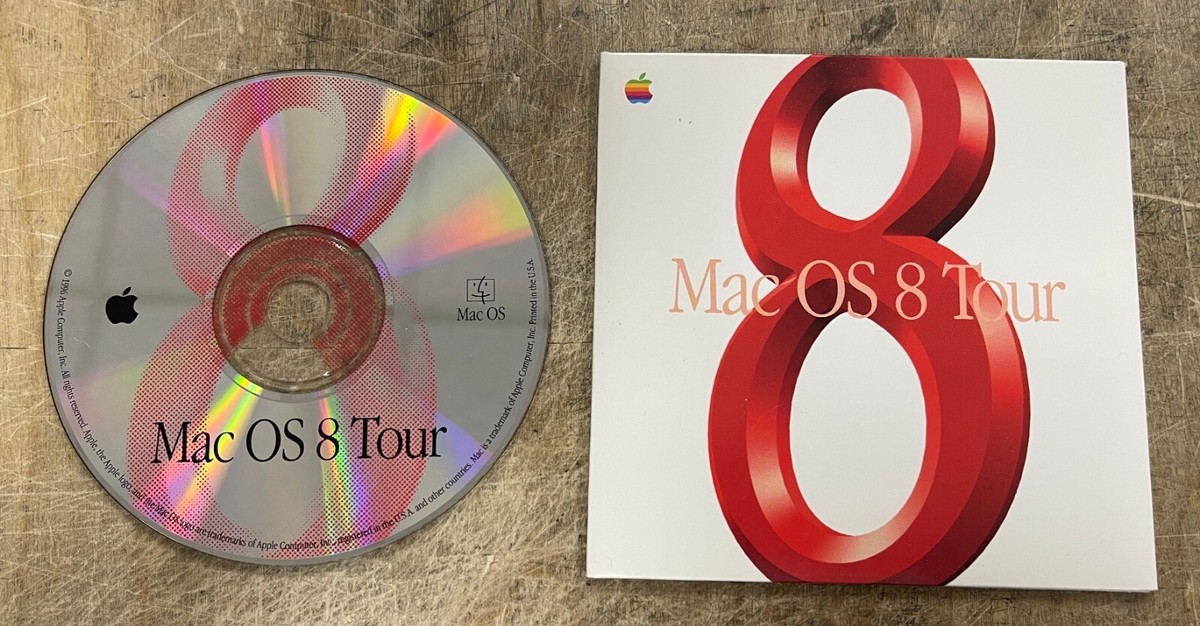 © 1996 Apple Computer, Inc. All rights reserved. Apple, the Apple logo, and the Mac OS logo are trademarks of Apple Computer, Inc., registered in the U.S.A. and other countries. Mac is a trademark of Apple Computer, Inc. Printed in the U.S.A.
Mac OS
Mac OS 8 Tour
8
Mac OS 8 Tour
8